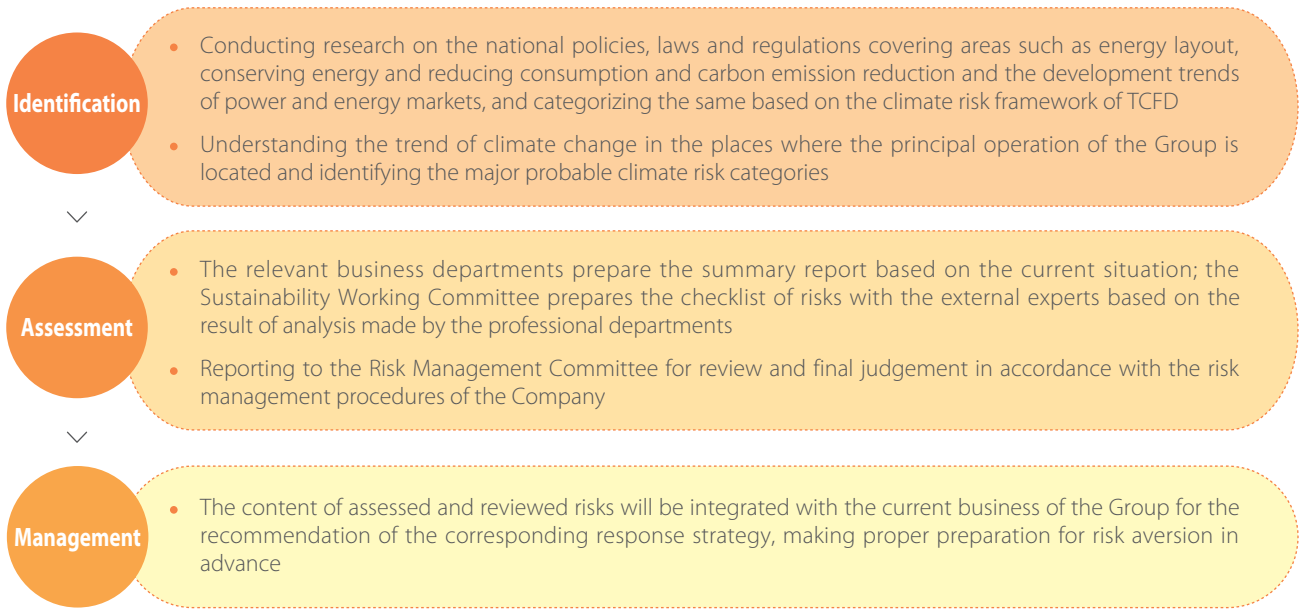 Identification
• Conducting research on the national policies, laws and regulations covering areas such as energy layout,
conserving energy and reducing consumption and carbon emission reduction and the development trends
of power and energy markets, and categorizing the same based on the climate risk framework of TCFD
• Understanding the trend of climate change in the places where the principal operation of the Group is
located and identifying the major probable climate risk categories
Assessment
• The relevant business departments prepare the summary report based on the current situation; the
Sustainability Working Committee prepares the checklist of risks with the external experts based on the
result of analysis made by the professional departments
• Reporting to the Risk Management Committee for review and final judgement in accordance with the risk
management procedures of the Company
Management
• The content of assessed and reviewed risks will be integrated with the current business of the Group for the
recommendation of the corresponding response strategy, making proper preparation for risk aversion in
advance